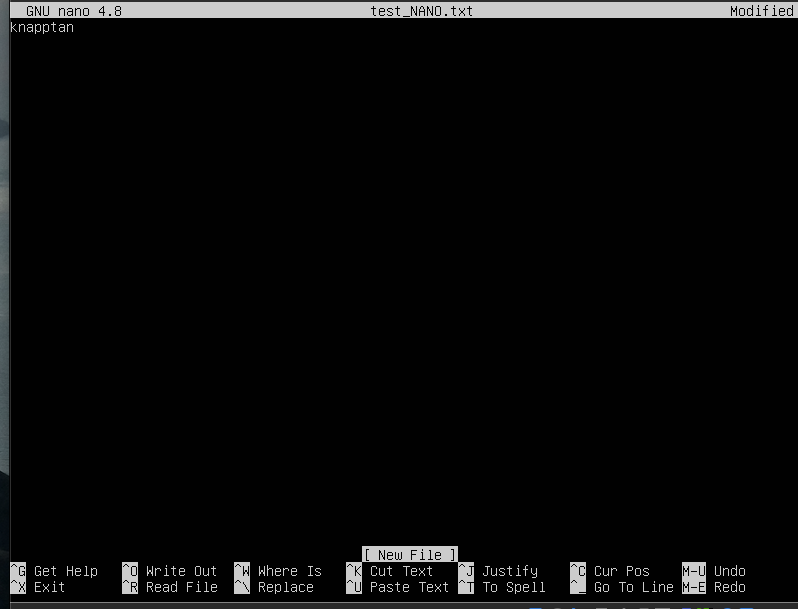 GNU nano 4.8 test_NANO.txt Modified
knapptan
[ New File ]
^G Get Help ^O Write Out ^W Where Is ^K Cut Text ^J Justify ^C Cur Pos M-U Undo
^X Exit ^R Read File ^\ Replace ^U Paste Text ^T To Spell ^_ Go To Line M-E Redo